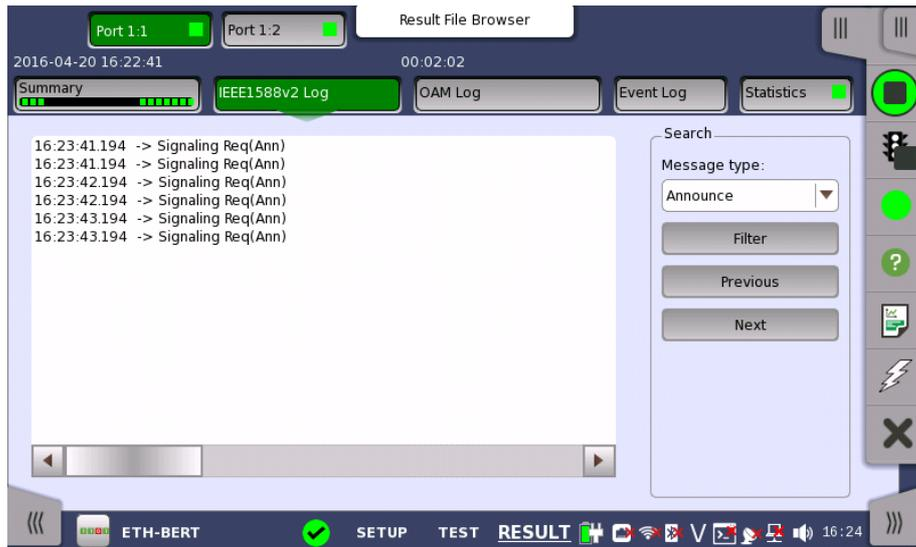 Result File Browser
Port 1:1
Port 1:2
2016-04-20 16:22:41
00:02:02
Summary
IEEE1588v2 Log
OAM Log
Event Log
Statistics
16:23:41.194 -> Signaling Req(Ann)
16:23:41.194 -> Signaling Req(Ann)
16:23:42.194 -> Signaling Req(Ann)
16:23:42.194 -> Signaling Req(Ann)
16:23:43.194 -> Signaling Req(Ann)
16:23:43.194 -> Signaling Req(Ann)
Search
Message type:
Announce
Filter
Previous
Next
ETH-BERT
SETUP
TEST
RESULT
V
16:24